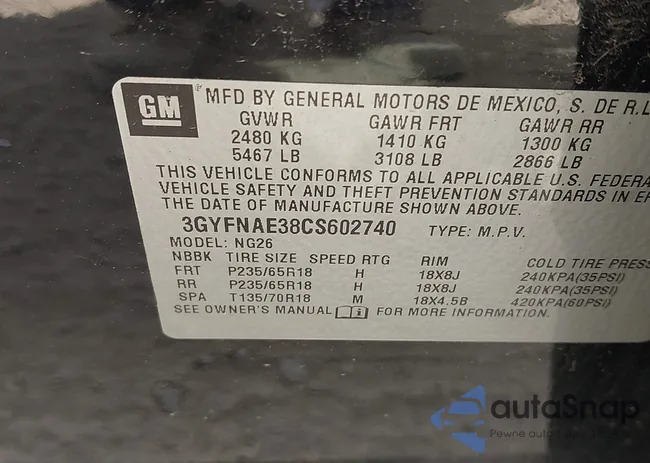 GM
MFD BY GENERAL MOTORS DE MEXICO, S. DE R.L
GVWR GAWR FRT GAWR RR
2480 KG 1410 KG 1300 KG
5467 LB 3108 LB 2866 LB
THIS VEHICLE CONFORMS TO ALL APPLICABLE U.S. FEDERA
VEHICLE SAFETY AND THEFT PREVENTION STANDARDS IN EF
THE DATE OF MANUFACTURE SHOWN ABOVE.
3GYFNAE38CS602740 TYPE: M.P.V.
MODEL: NG26
NBBK TIRE SIZE SPEED RTG RIM COLD TIRE PRESS
FRT P235/65R18 H 18X8J 240KPA(35PSI)
RR P235/65R18 H 18X8J 240KPA(35PSI)
SPA T135/70R18 M 18X4.5B 420KPA(60PSI)
SEE OWNER'S MANUAL FOR MORE INFORMATION.
autoSnap
Pewne auto